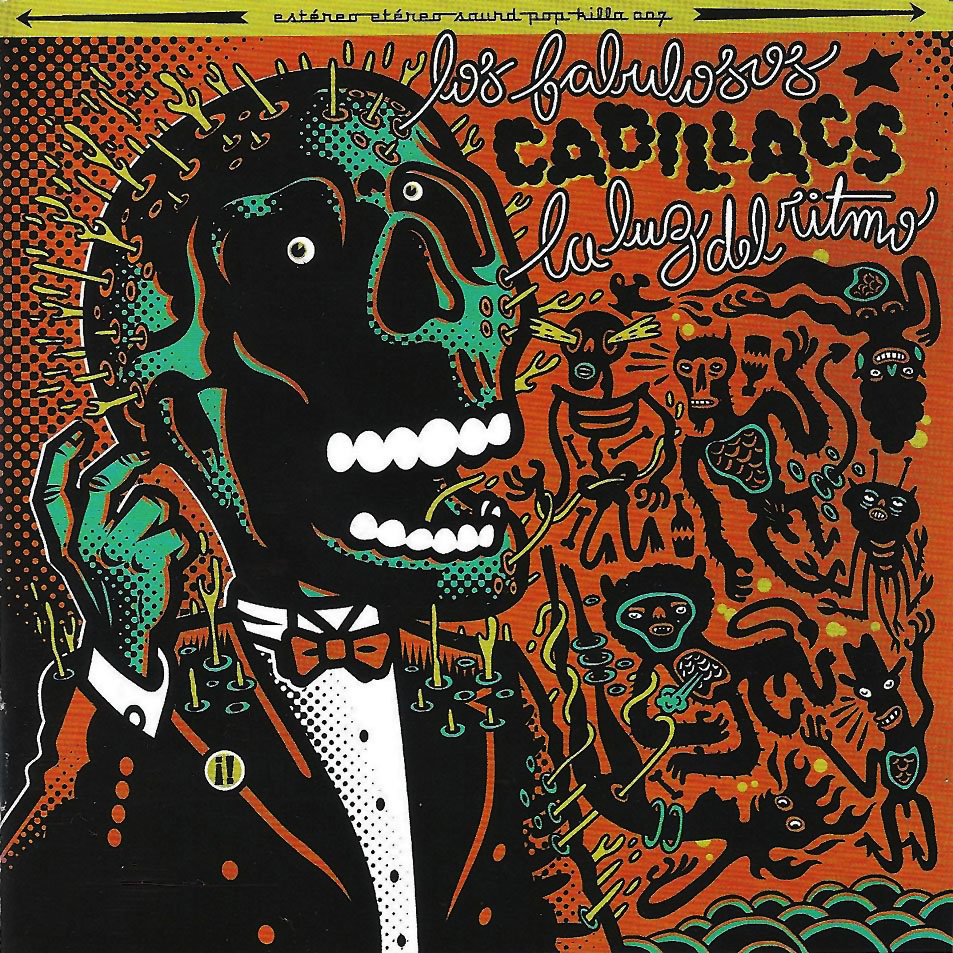 estéreo etéreo sound pop killa 007
los fabulosos
CADILLACS
la luz del ritmo
¡!